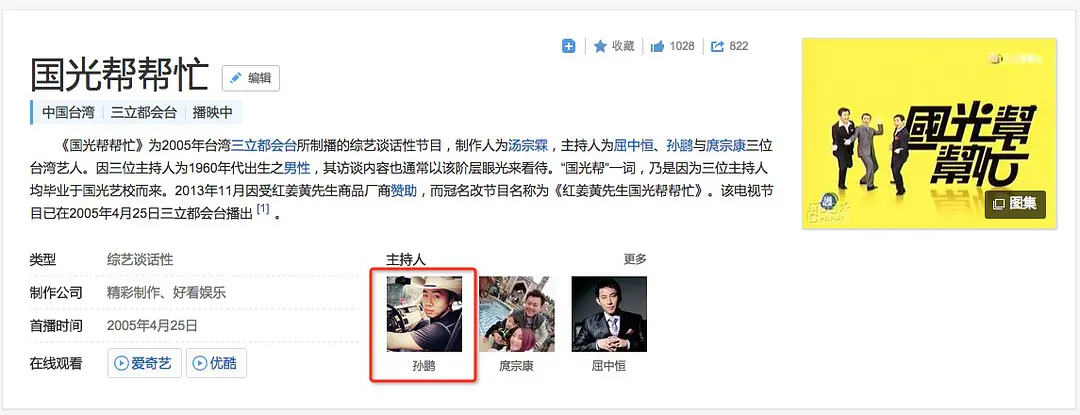 国光帮帮忙
编辑
收藏
1028
822
中国台湾 三立都会台 播映中
《国光帮帮忙》为2005年台湾三立都会台所制播的综艺谈话性节目，制作人为汤宗霖，主持人为屈中恒、孙鹏与庹宗康三位
台湾艺人。因三位主持人为1960年代出生之男性，其访谈内容也通常以该阶层眼光来看待。“国光帮”一词，乃是因为三位主持人
均毕业于国光艺校而来。2013年11月因受红姜黄先生商品厂商赞助，而冠名改节目名称为《红姜黄先生国光帮帮忙》。该电视节
目已在2005年4月25日三立都会台播出 [1] 。
國光幫
幫忙
图集
类型 综艺谈话性
制作公司 精彩制作、好看娱乐
首播时间 2005年4月25日
在线观看 爱奇艺 优酷
主持人 更多
孙鹏 庹宗康 屈中恒